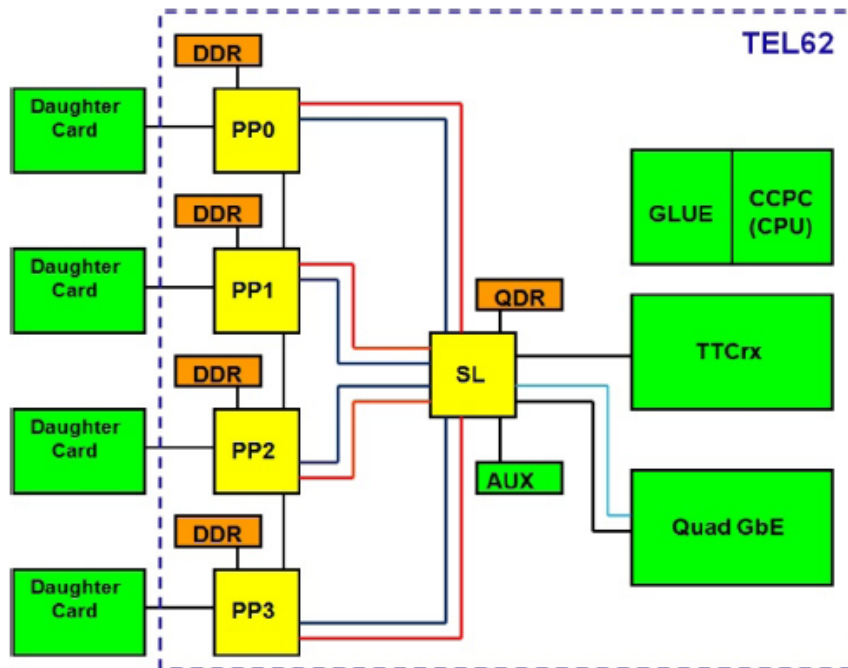 TEL62
DDR
Daughter
Card
PP0
DDR
Daughter
Card
PP1
DDR
Daughter
Card
PP2
DDR
Daughter
Card
PP3
QDR
SL
AUX
GLUE
CCPC
(CPU)
TTCrx
Quad GbE